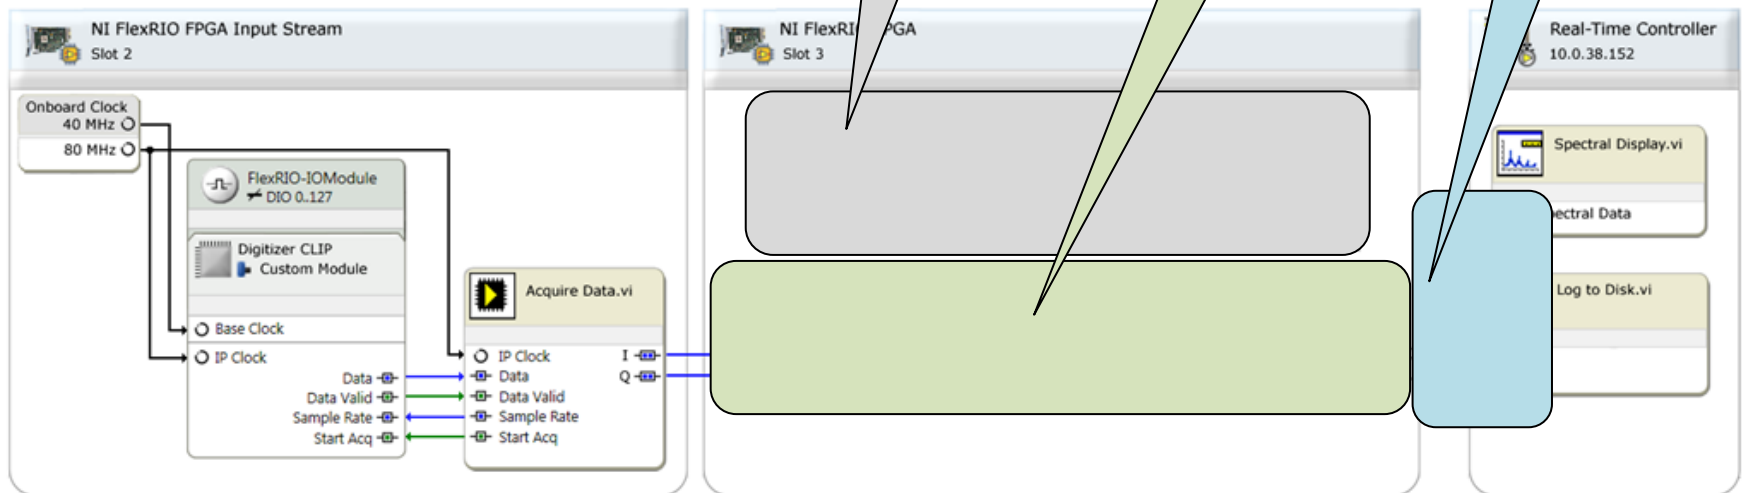 NI FlexRIO FPGA Input Stream
Slot 2
Onboard Clock
40 MHz
80 MHz
FlexRIO-IOModule
DIO 0..127
Digitizer CLIP
Custom Module
Base Clock
IP Clock
Data
Data Valid
Sample Rate
Start Acq
Acquire Data.vi
IP Clock
I
Data
Q
Data Valid
Sample Rate
Start Acq
NI FlexRI PGA
Slot 3
Real-Time Controller
10.0.38.152
Spectral Display.vi
ectral Data
Log to Disk.vi